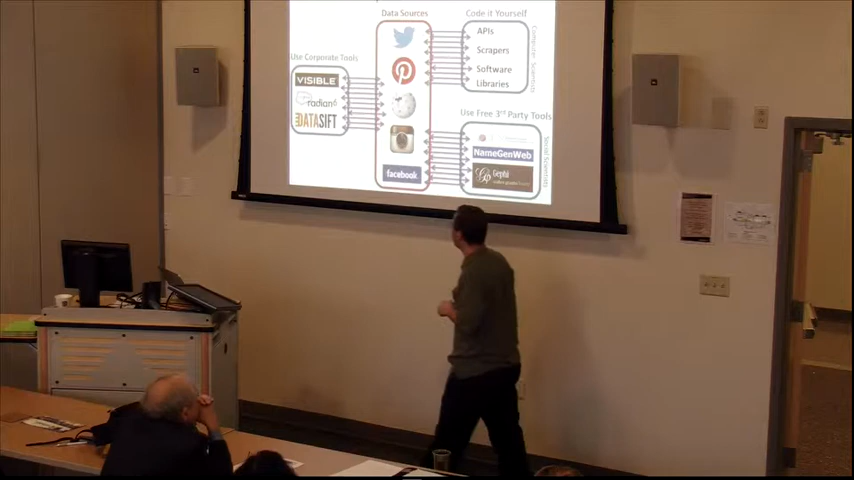 Data Sources
Code it Yourself
APIs
Scrapers
Software
Libraries
Computer Scientists
Use Corporate Tools
VISIBLE
radian6
DATASIFT
Use Free 3rd Party Tools
NameGenWeb
Gephi
Social Scientists
facebook